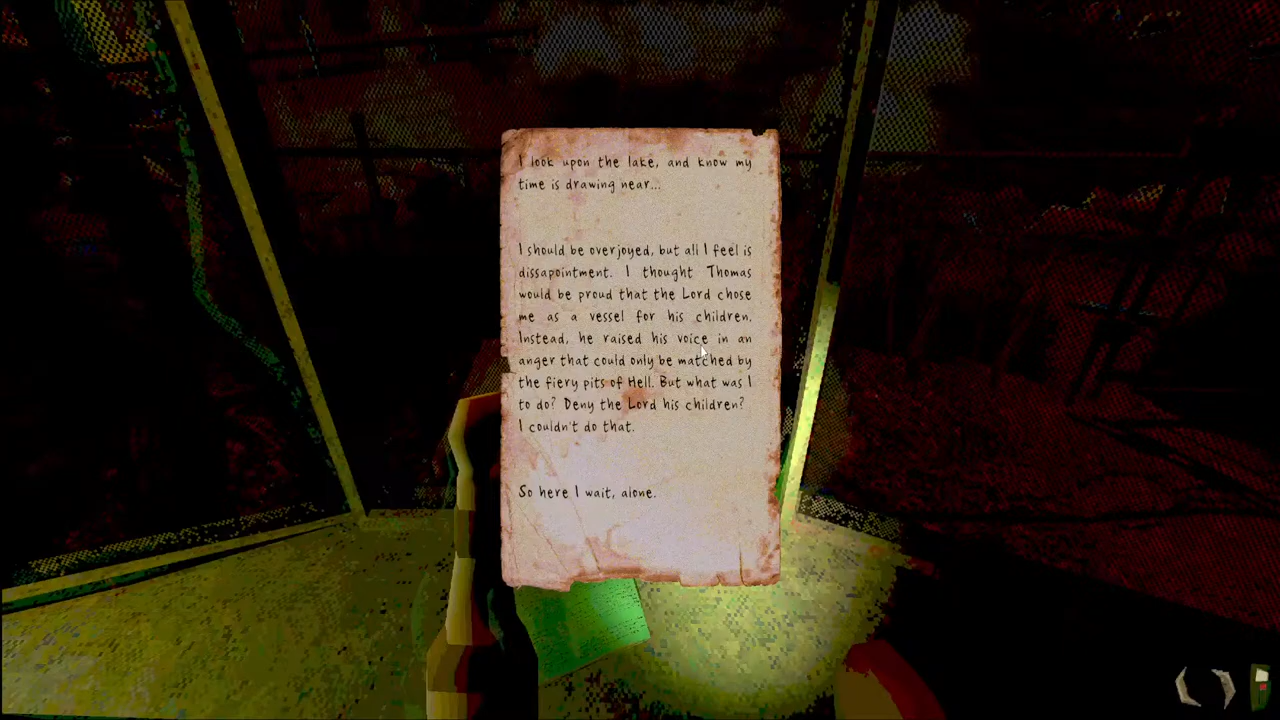 I look upon the lake, and know my
time is drawing near...
I should be overjoyed, but all I feel is
dissapointment. I thought Thomas
would be proud that the Lord chose
me as a vessel for his children.
Instead, he raised his voice in an
anger that could only be matched by
the fiery pits of Hell. But what was I
to do? Deny the Lord his children?
I couldn't do that.
So here I wait, alone.